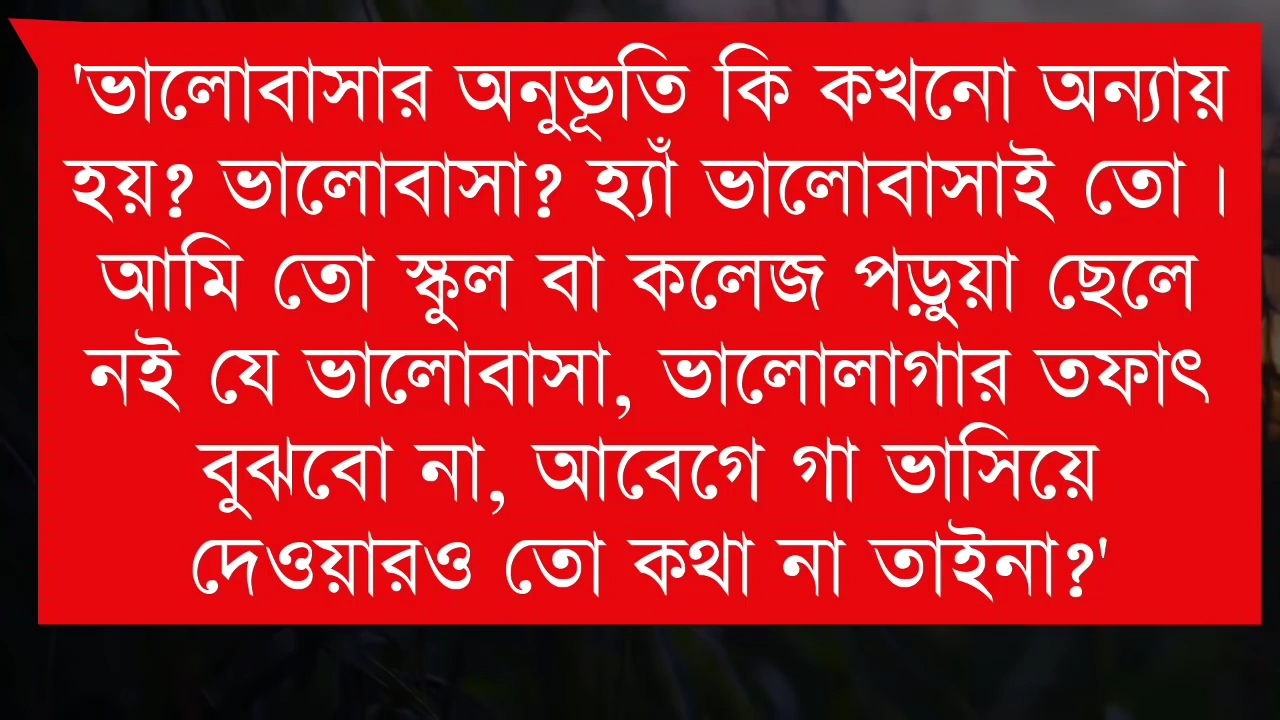 'ভালোবাসার অনুভূতি কি কখনো অন্যায়
হয়? ভালোবাসা? হ্যাঁ ভালোবাসাই তো।
আমি তো স্কুল বা কলেজ পড়ুয়া ছেলে
নই যে ভালোবাসা, ভালোলাগার তফাৎ
বুঝবো না, আবেগে গা ভাসিয়ে
দেওয়ারও তো কথা না তাইনা?'